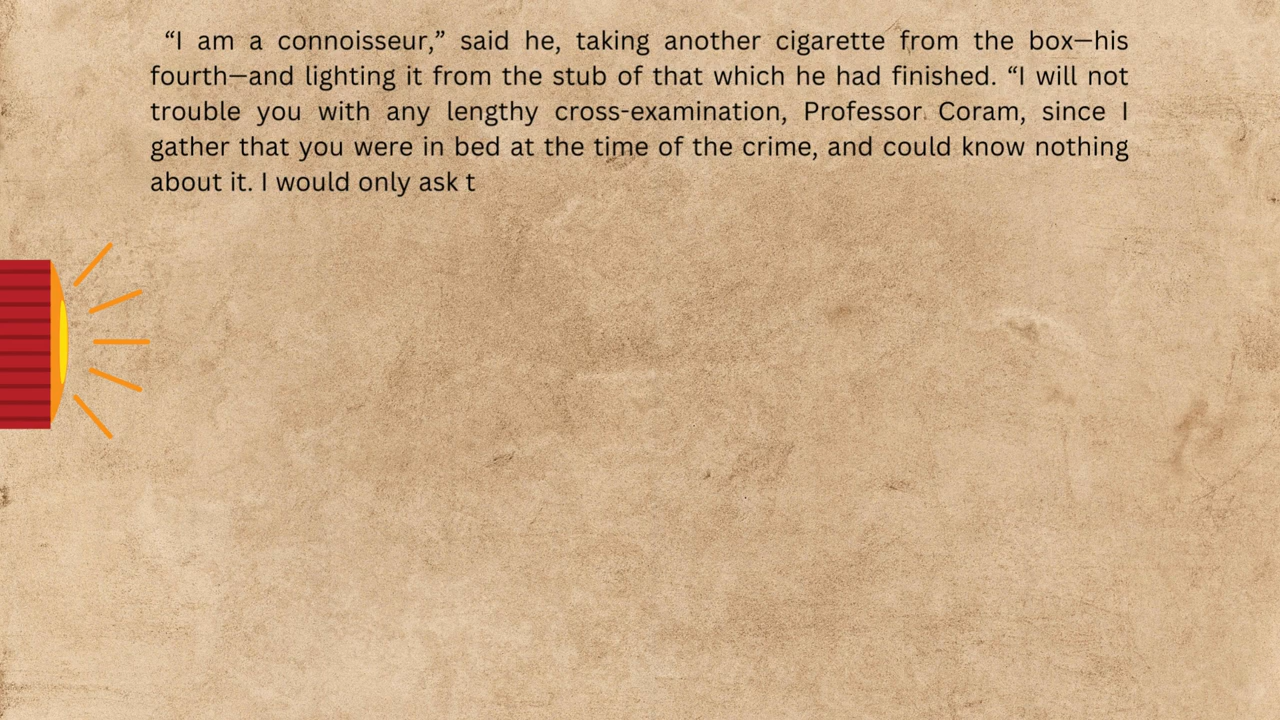 “I am a connoisseur,” said he, taking another cigarette from the box—his
fourth—and lighting it from the stub of that which he had finished. “I will not
trouble you with any lengthy cross-examination, Professor Coram, since I
gather that you were in bed at the time of the crime, and could know nothing
about it. I would only ask t